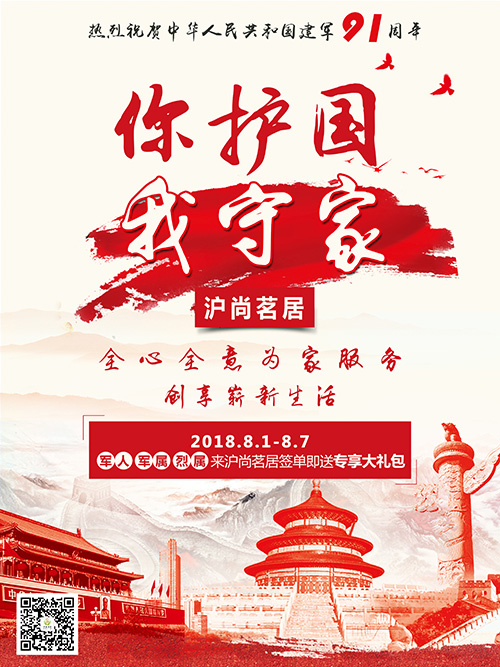 热烈祝贺中华人民共和国建军91周年
你护国
我守家
沪尚茗居
全心全意为家服务
创享崭新生活
2018.8.1-8.7
军人军属烈属来沪尚茗居签单即送专享大礼包